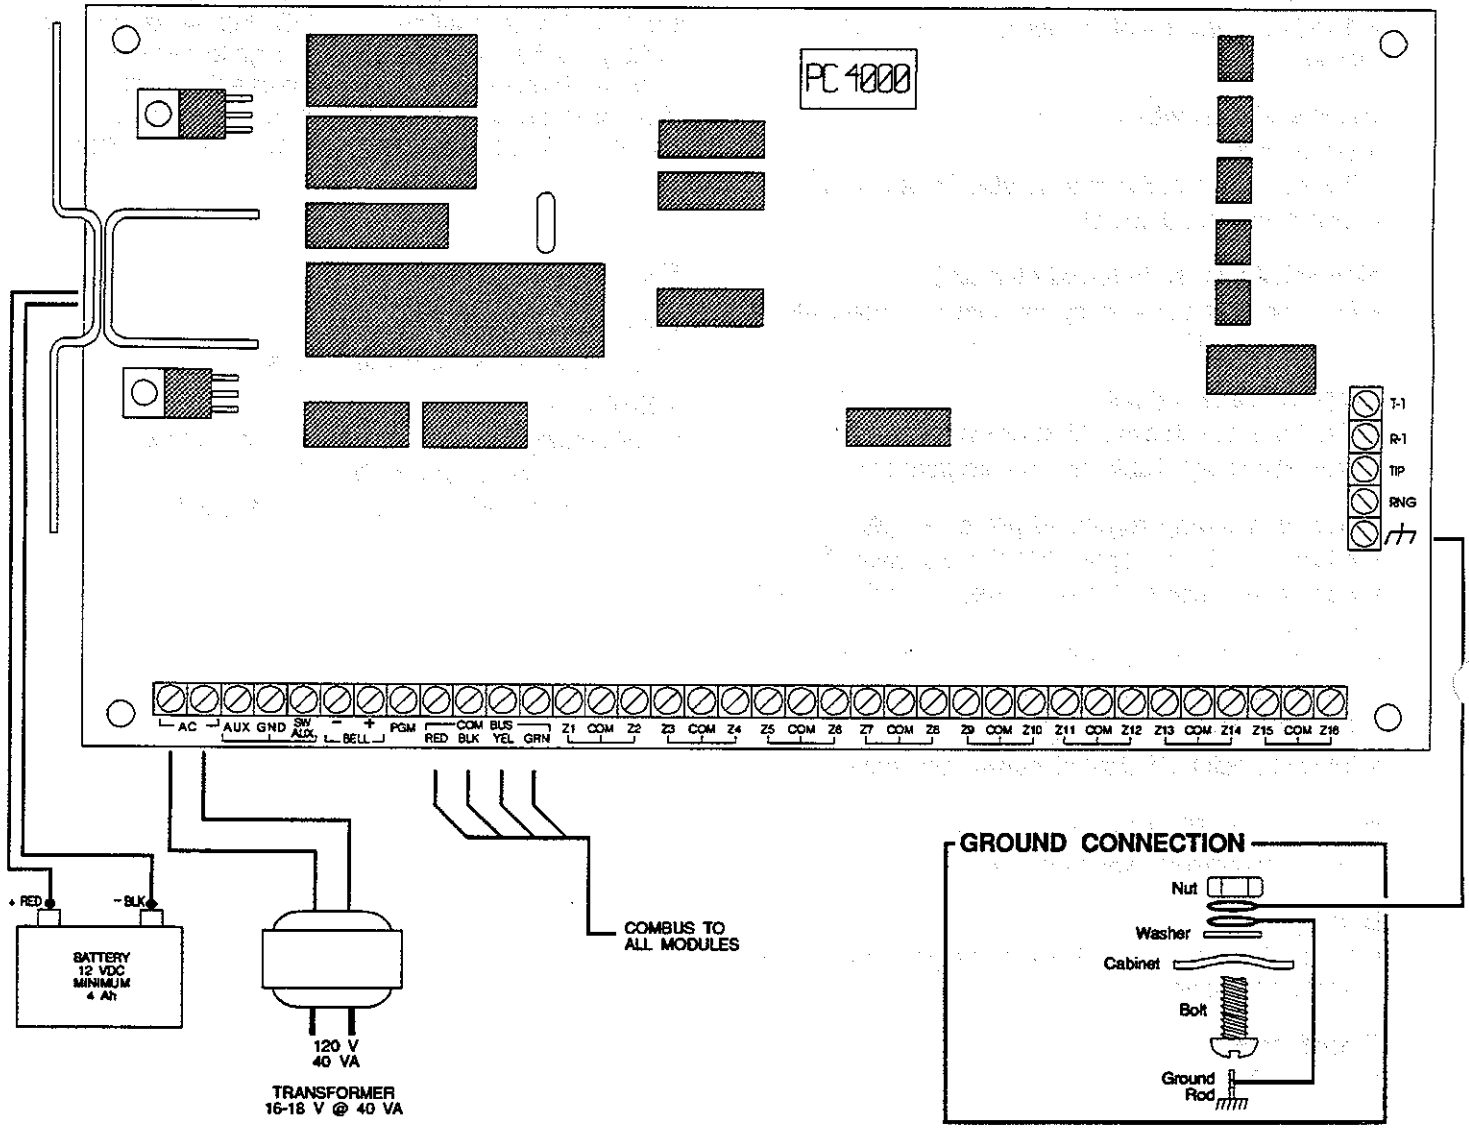 PC4000
T-1
R-1
TIP
RNG
AC AUX GND SW AUX - + BELL PGM COM BUS RED BLK YEL GRN Z1 COM Z2 Z3 COM Z4 Z5 COM Z6 Z7 COM Z8 Z9 COM Z10 Z11 COM Z12 Z13 COM Z14 Z15 COM Z16
+ RED
- BLK
BATTERY
12 VDC
MINIMUM
4 Ah
120 V
40 VA
TRANSFORMER
16-18 V @ 40 VA
COMBUS TO
ALL MODULES
GROUND CONNECTION
Nut
Washer
Cabinet
Bolt
Ground
Rod